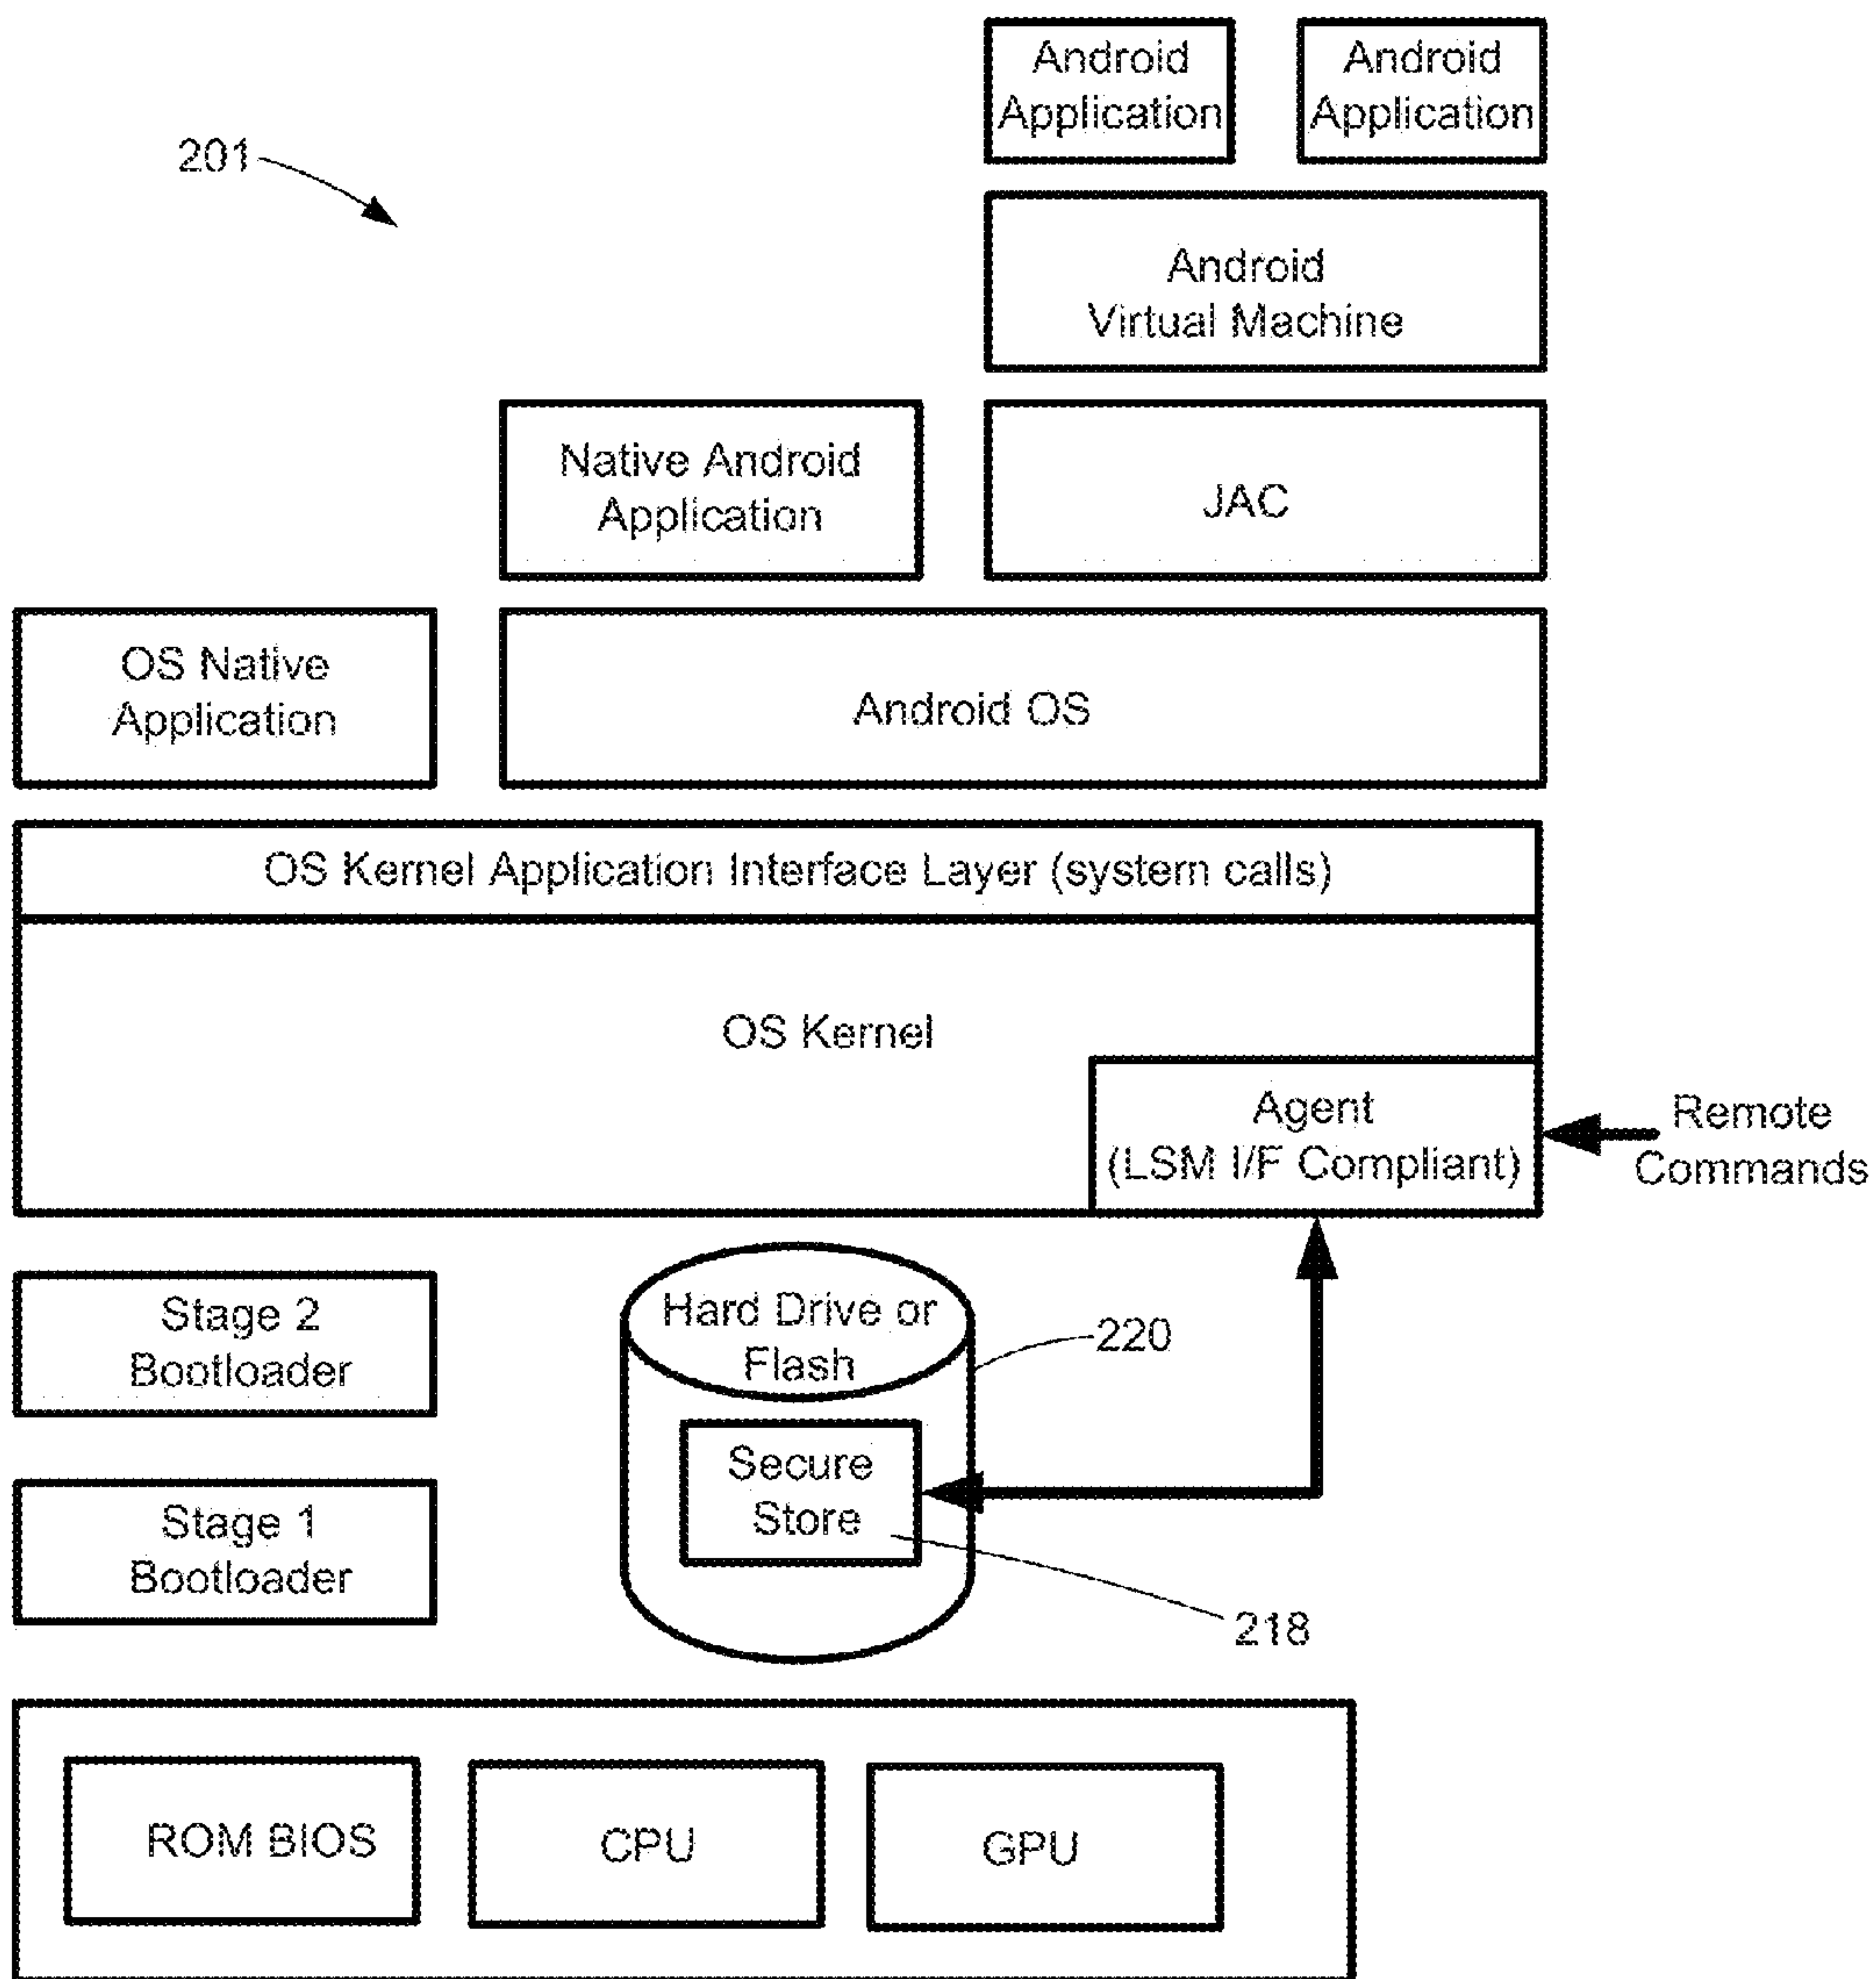 Android
Application
Android
Application
201
Android
Virtual Machine
Native Android
Application
JAC
OS Native
Application
Android OS
OS Kernel Application Interface Layer (system calls)
OS Kernel
Agent
(LSM I/F Compliant)
Remote
Commands
Stage 2
Bootloader
Hard Drive or
Flash
220
Secure
Store
Stage 1
Bootloader
218
ROM BIOS
CPU
GPU